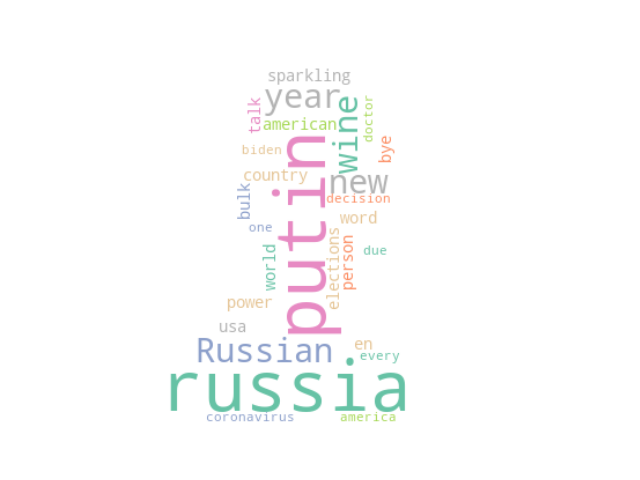 sparkling
year
talk
american
wine
doctor
bye
biden
putin
country
new
bulk
decision
word
one
elections
person
due
world
power
usa
Russian
en
every
russia
coronavirus
america